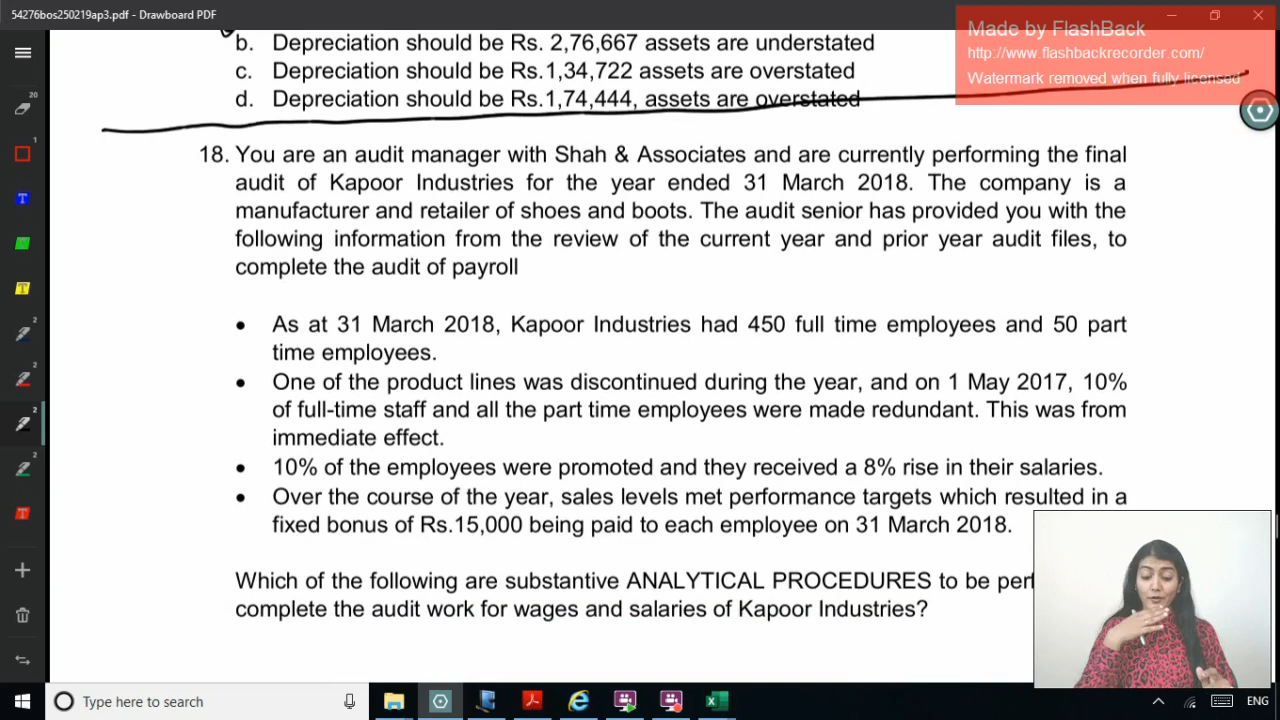 54276bos250219ap3.pdf - Drawboard PDF
Made by FlashBack
http://www.flashbackrecorder.com/
Watermark removed when fully licensed
b. Depreciation should be Rs. 2,76,667 assets are understated
c. Depreciation should be Rs.1,34,722 assets are overstated
d. Depreciation should be Rs.1,74,444, assets are overstated
18. You are an audit manager with Shah & Associates and are currently performing the final
audit of Kapoor Industries for the year ended 31 March 2018. The company is a
manufacturer and retailer of shoes and boots. The audit senior has provided you with the
following information from the review of the current year and prior year audit files, to
complete the audit of payroll
• As at 31 March 2018, Kapoor Industries had 450 full time employees and 50 part
time employees.
• One of the product lines was discontinued during the year, and on 1 May 2017, 10%
of full-time staff and all the part time employees were made redundant. This was from
immediate effect.
• 10% of the employees were promoted and they received a 8% rise in their salaries.
• Over the course of the year, sales levels met performance targets which resulted in a
fixed bonus of Rs.15,000 being paid to each employee on 31 March 2018.
Which of the following are substantive ANALYTICAL PROCEDURES to be
complete the audit work for wages and salaries of Kapoor Industries?
20
1
T
T
2
2
2
2
T
Type here to search
ENG